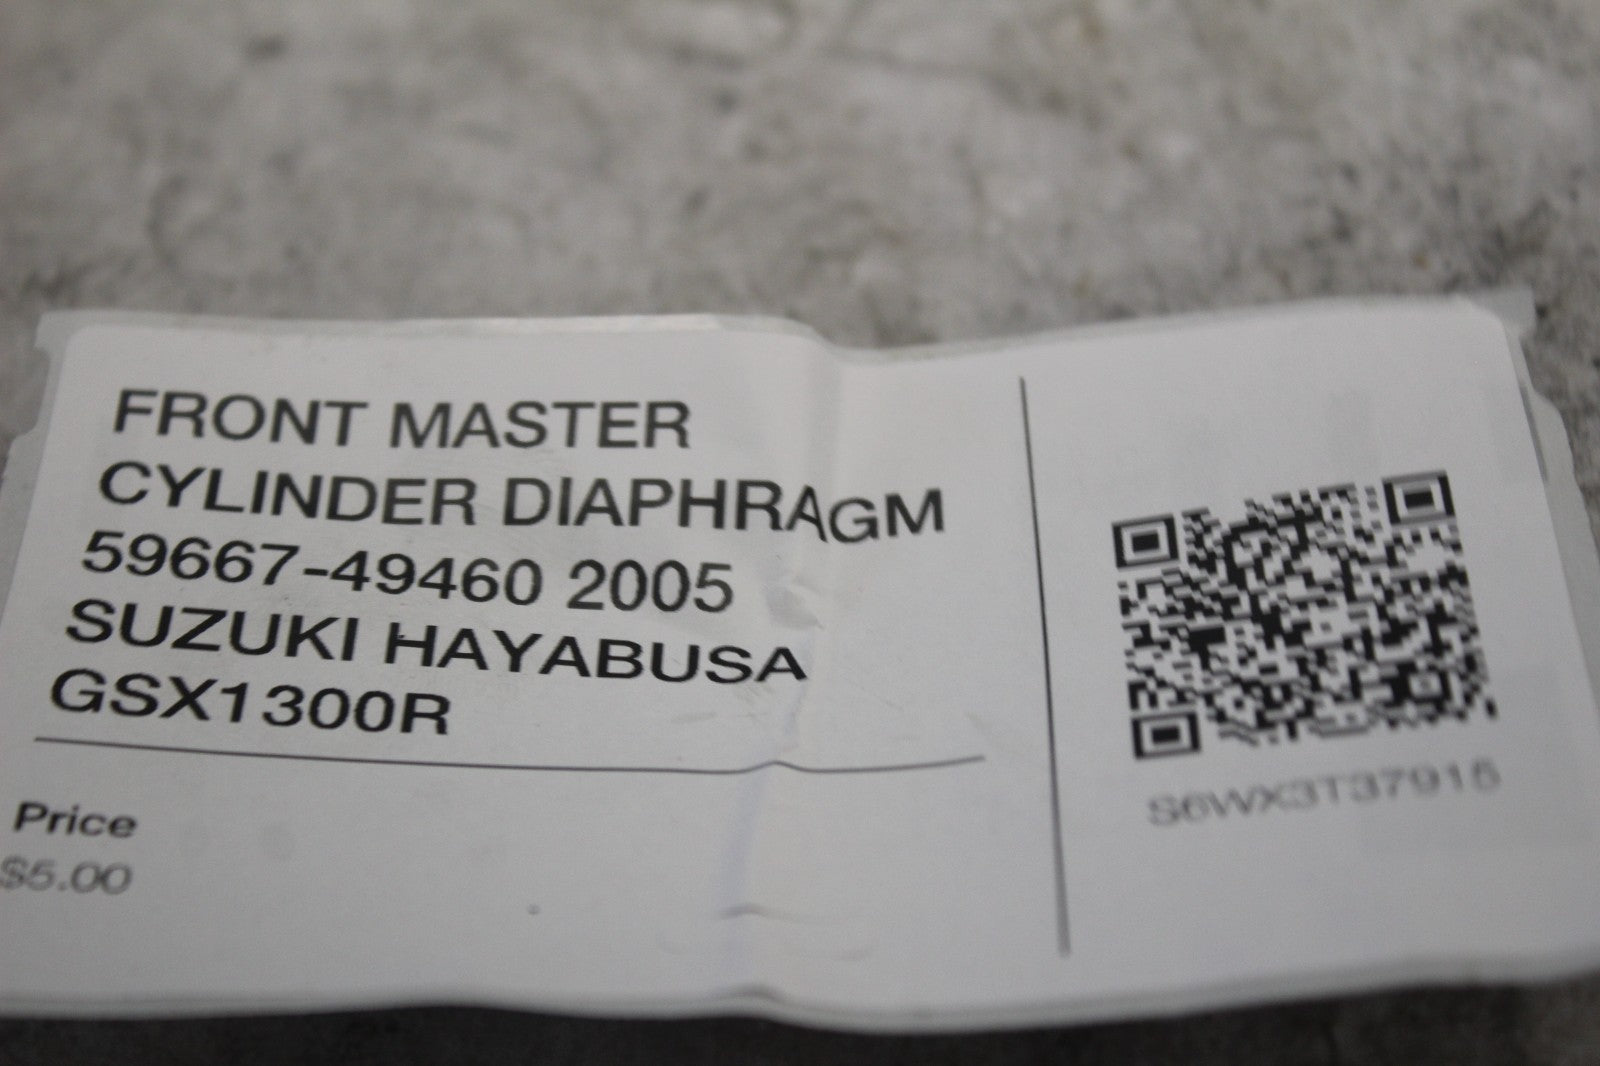 FRONT MASTER
CYLINDER DIAPHRAGM
59667-49460 2005
SUZUKI HAYABUSA
GSX1300R
Price
$5.00
S6WX3T37915